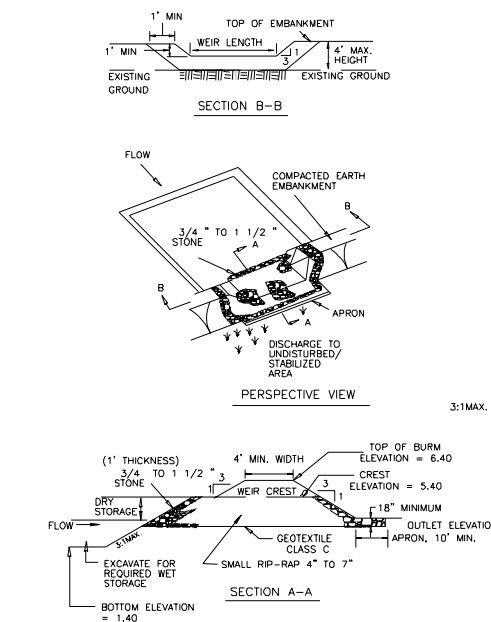 1' MIN
TOP OF EMBANKMENT
WEIR LENGTH
1' MIN
1
3
4' MAX.
HEIGHT
EXISTING
GROUND
EXISTING GROUND
SECTION B-B
FLOW
COMPACTED EARTH
EMBANKMENT
B
3/4 " TO 1 1/2 "
STONE
A
B
A
APRON
DISCHARGE TO
UNDISTURBED/
STABILIZED
AREA
PERSPECTIVE VIEW
3:1MAX.
4' MIN. WIDTH
TOP OF BURM
ELEVATION = 6.40
(1' THICKNESS)
3/4 TO 1 1/2 "
STONE
3
1
WEIR CREST
3
1
CREST
ELEVATION = 5.40
DRY
STORAGE
18" MINIMUM
FLOW
OUTLET ELEVATIO
3:1MAX.
GEOTEXTILE
CLASS C
APRON, 10' MIN.
EXCAVATE FOR
REQUIRED WET
STORAGE
SMALL RIP-RAP 4" TO 7"
SECTION A-A
BOTTOM ELEVATION
= 1.40